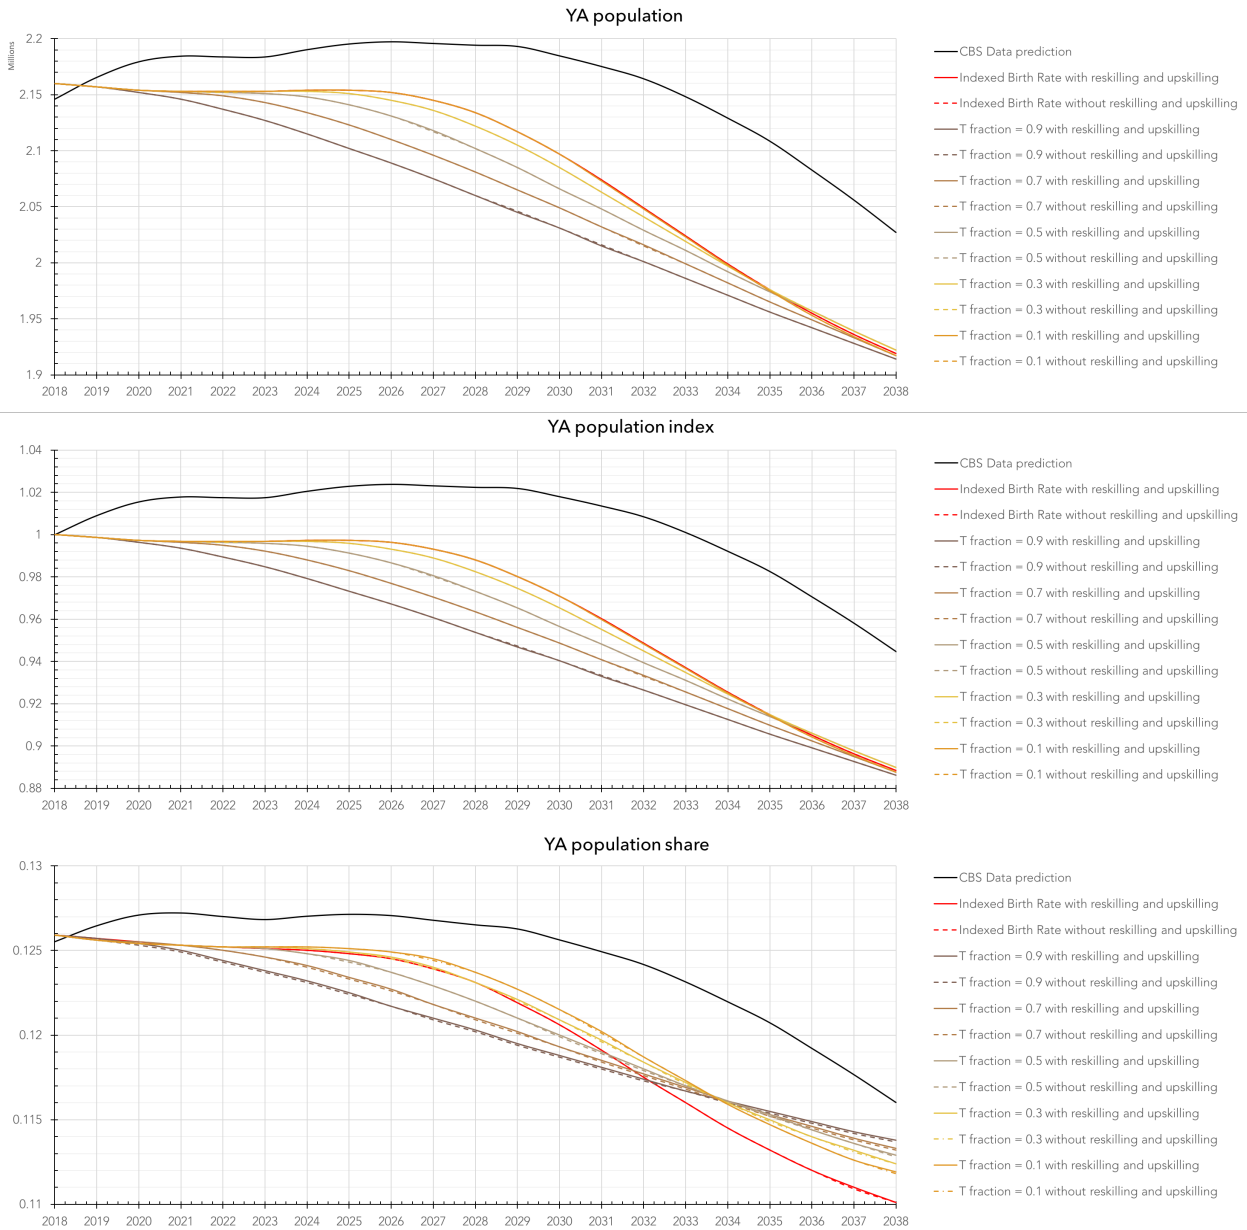 YA population
Millions
2.2
2.15
2.1
2.05
2
1.95
1.9
2018 2019 2020 2021 2022 2023 2024 2025 2026 2027 2028 2029 2030 2031 2032 2033 2034 2035 2036 2037 2038
CBS Data prediction
Indexed Birth Rate with reskilling and upskilling
Indexed Birth Rate without reskilling and upskilling
T fraction = 0.9 with reskilling and upskilling
T fraction = 0.9 without reskilling and upskilling
T fraction = 0.7 with reskilling and upskilling
T fraction = 0.7 without reskilling and upskilling
T fraction = 0.5 with reskilling and upskilling
T fraction = 0.5 without reskilling and upskilling
T fraction = 0.3 with reskilling and upskilling
T fraction = 0.3 without reskilling and upskilling
T fraction = 0.1 with reskilling and upskilling
T fraction = 0.1 without reskilling and upskilling
YA population index
1.04
1.02
1
0.98
0.96
0.94
0.92
0.9
0.88
2018 2019 2020 2021 2022 2023 2024 2025 2026 2027 2028 2029 2030 2031 2032 2033 2034 2035 2036 2037 2038
CBS Data prediction
Indexed Birth Rate with reskilling and upskilling
Indexed Birth Rate without reskilling and upskilling
T fraction = 0.9 with reskilling and upskilling
T fraction = 0.9 without reskilling and upskilling
T fraction = 0.7 with reskilling and upskilling
T fraction = 0.7 without reskilling and upskilling
T fraction = 0.5 with reskilling and upskilling
T fraction = 0.5 without reskilling and upskilling
T fraction = 0.3 with reskilling and upskilling
T fraction = 0.3 without reskilling and upskilling
T fraction = 0.1 with reskilling and upskilling
T fraction = 0.1 without reskilling and upskilling
YA population share
0.13
0.125
0.12
0.115
0.11
2018 2019 2020 2021 2022 2023 2024 2025 2026 2027 2028 2029 2030 2031 2032 2033 2034 2035 2036 2037 2038
CBS Data prediction
Indexed Birth Rate with reskilling and upskilling
Indexed Birth Rate without reskilling and upskilling
T fraction = 0.9 with reskilling and upskilling
T fraction = 0.9 without reskilling and upskilling
T fraction = 0.7 with reskilling and upskilling
T fraction = 0.7 without reskilling and upskilling
T fraction = 0.5 with reskilling and upskilling
T fraction = 0.5 without reskilling and upskilling
T fraction = 0.3 with reskilling and upskilling
T fraction = 0.3 without reskilling and upskilling
T fraction = 0.1 with reskilling and upskilling
T fraction = 0.1 without reskilling and upskilling